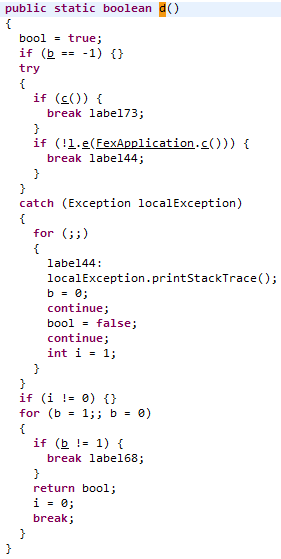 public static boolean d()
{
bool = true;
if (b == -1) {}
try
{
if (c()) {
break label73;
}
if (!l.e(FexApplication.c())) {
break label44;
}
}
catch (Exception localException)
{
for (;;)
{
label44:
localException.printStackTrace();
b = 0;
continue;
bool = false;
continue;
int i = 1;
}
}
if (i != 0) {}
for (b = 1;; b = 0)
{
if (b != 1) {
break label68;
}
return bool;
i = 0;
break;
}
}